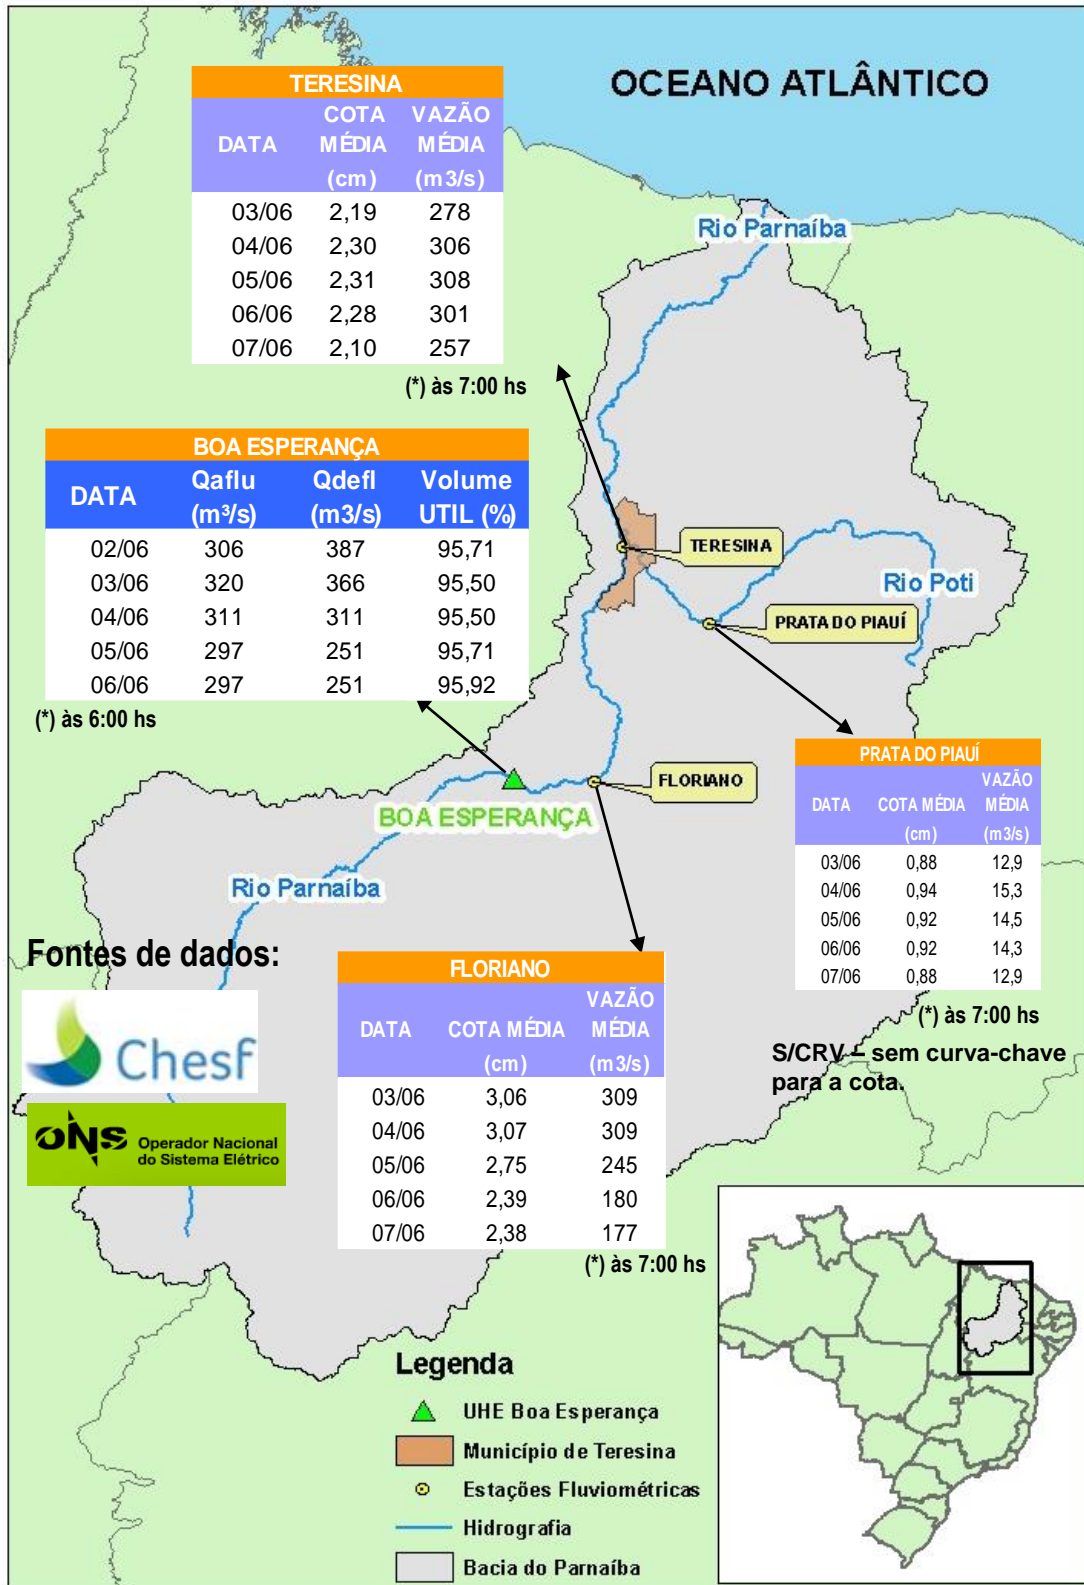 OCEANO ATLÂNTICO
TERESINA
DATA COTA MÉDIA (cm) VAZÃO MÉDIA (m3/s)
03/06 2,19 278
04/06 2,30 306
05/06 2,31 308
06/06 2,28 301
07/06 2,10 257
(*) às 7:00 hs
Rio Parnaíba
BOA ESPERANÇA
DATA Qaflu (m³/s) Qdefl (m3/s) Volume UTIL (%)
02/06 306 387 95,71
03/06 320 366 95,50
04/06 311 311 95,50
05/06 297 251 95,71
06/06 297 251 95,92
(*) às 6:00 hs
TERESINA
Rio Poti
PRATA DO PIAUÍ
FLORIANO
BOA ESPERANÇA
Rio Parnaíba
PRATA DO PIAUÍ
DATA COTA MÉDIA (cm) VAZÃO MÉDIA (m3/s)
03/06 0,88 12,9
04/06 0,94 15,3
05/06 0,92 14,5
06/06 0,92 14,3
07/06 0,88 12,9
(*) às 7:00 hs
S/CRV – sem curva-chave
para a cota.
Fontes de dados:
Chesf
ONS Operador Nacional
do Sistema Elétrico
FLORIANO
DATA COTA MÉDIA (cm) VAZÃO MÉDIA (m3/s)
03/06 3,06 309
04/06 3,07 309
05/06 2,75 245
06/06 2,39 180
07/06 2,38 177
(*) às 7:00 hs
Legenda
UHE Boa Esperança
Município de Teresina
Estações Fluviométricas
Hidrografia
Bacia do Parnaíba